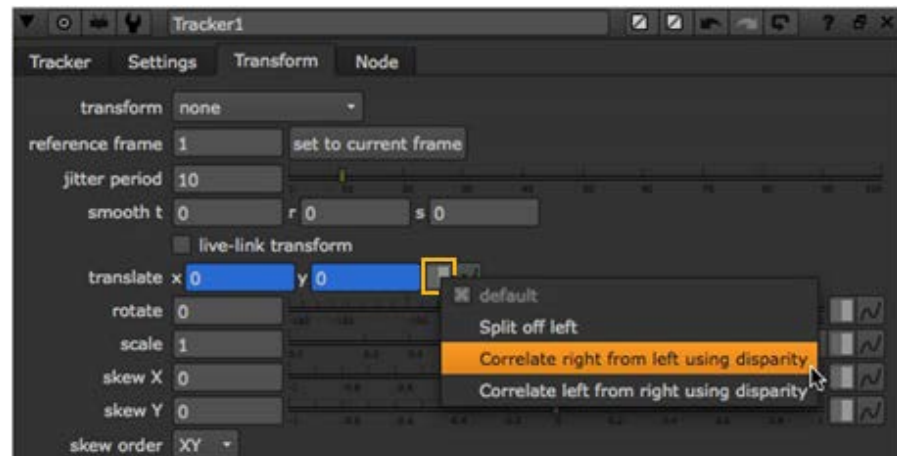 Tracker1 ?
Tracker Settings Transform Node
transform none
reference frame 1 set to current frame
jitter period 10
smooth t 0 r 0 s 0
live-link transform
translate x 0 y 0
default
rotate 0
Split off left
scale 1
Correlate right from left using disparity
skew X 0
Correlate left from right using disparity
skew Y 0
skew order XY